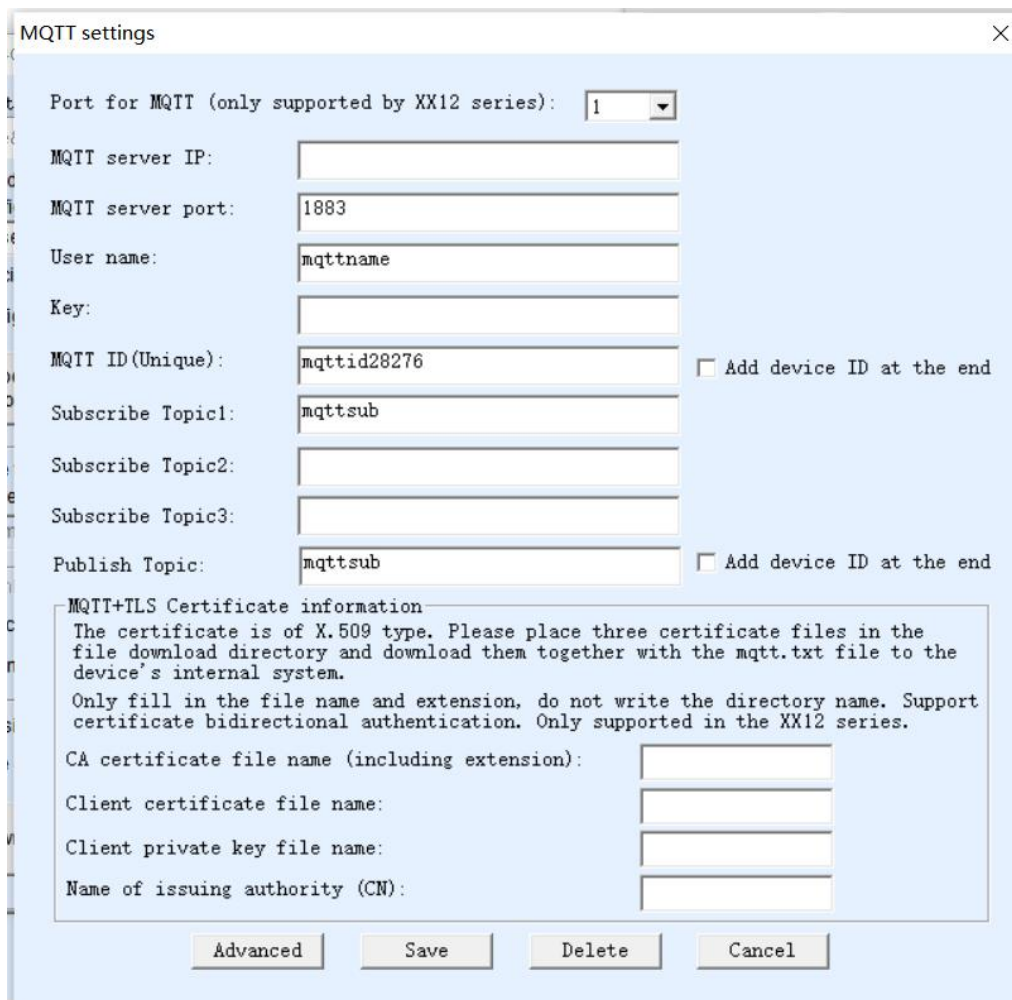 MQTT settings
Port for MQTT (only supported by XX12 series): 1
MQTT server IP:
MQTT server port: 1883
User name: mqttname
Key:
MQTT ID(Unique): mqttid28276 Add device ID at the end
Subscribe Topic1: mqttsub
Subscribe Topic2:
Subscribe Topic3:
Publish Topic: mqttsub Add device ID at the end
MQTT+TLS Certificate information
The certificate is of X.509 type. Please place three certificate files in the
file download directory and download them together with the mqtt.txt file to the
device's internal system.
Only fill in the file name and extension, do not write the directory name. Support
certificate bidirectional authentication. Only supported in the XX12 series.
CA certificate file name (including extension):
Client certificate file name:
Client private key file name:
Name of issuing authority (CN):
Advanced Save Delete Cancel